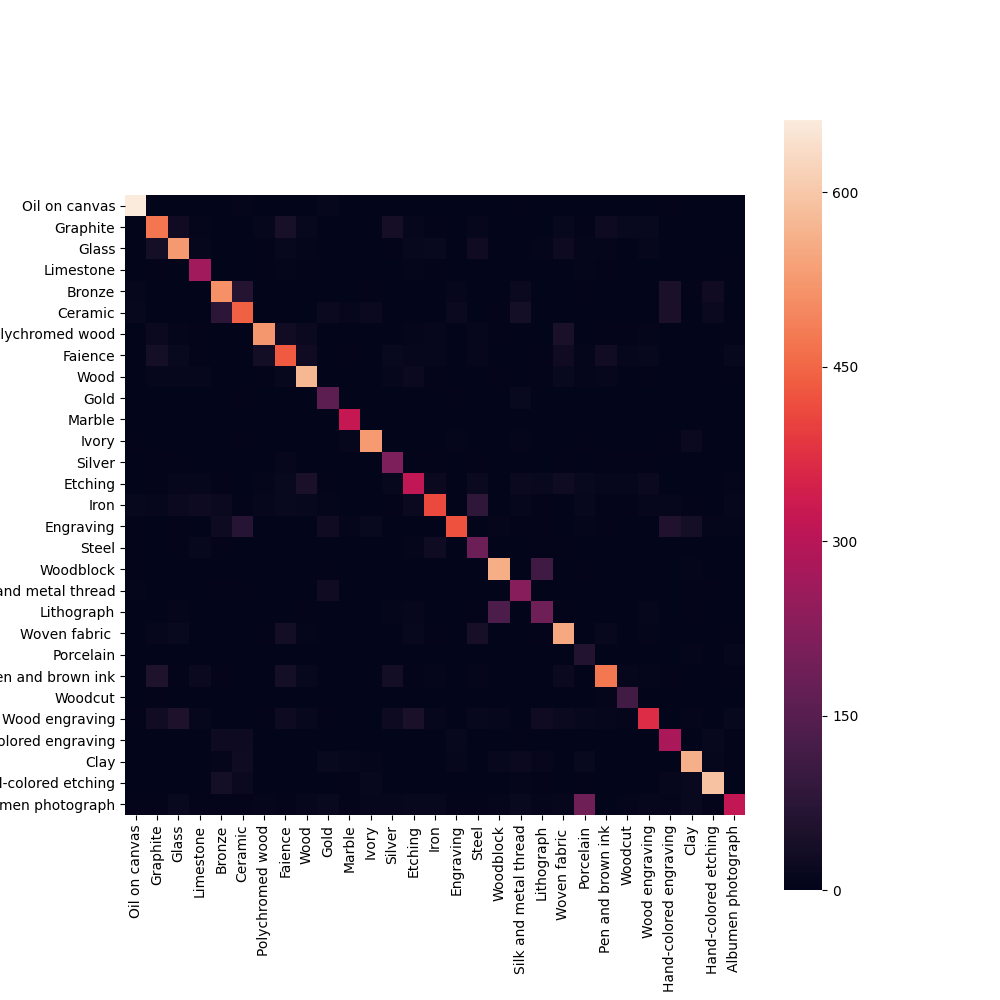 Oil on canvas
Graphite
Glass
Limestone
Bronze
Ceramic
lychromed wood
Faience
Wood
Gold
Marble
Ivory
Silver
Etching
Iron
Engraving
Steel
Woodblock
and metal thread
Lithograph
Woven fabric
Porcelain
en and brown ink
Woodcut
Wood engraving
olored engraving
Clay
d-colored etching
men photograph
Oil on canvas
Graphite
Glass
Limestone
Bronze
Ceramic
Polychromed wood
Faience
Wood
Gold
Marble
Ivory
Silver
Etching
Iron
Engraving
Steel
Woodblock
Silk and metal thread
Lithograph
Woven fabric
Porcelain
Pen and brown ink
Woodcut
Wood engraving
Hand-colored engraving
Clay
Hand-colored etching
Albumen photograph
600
450
300
150
0